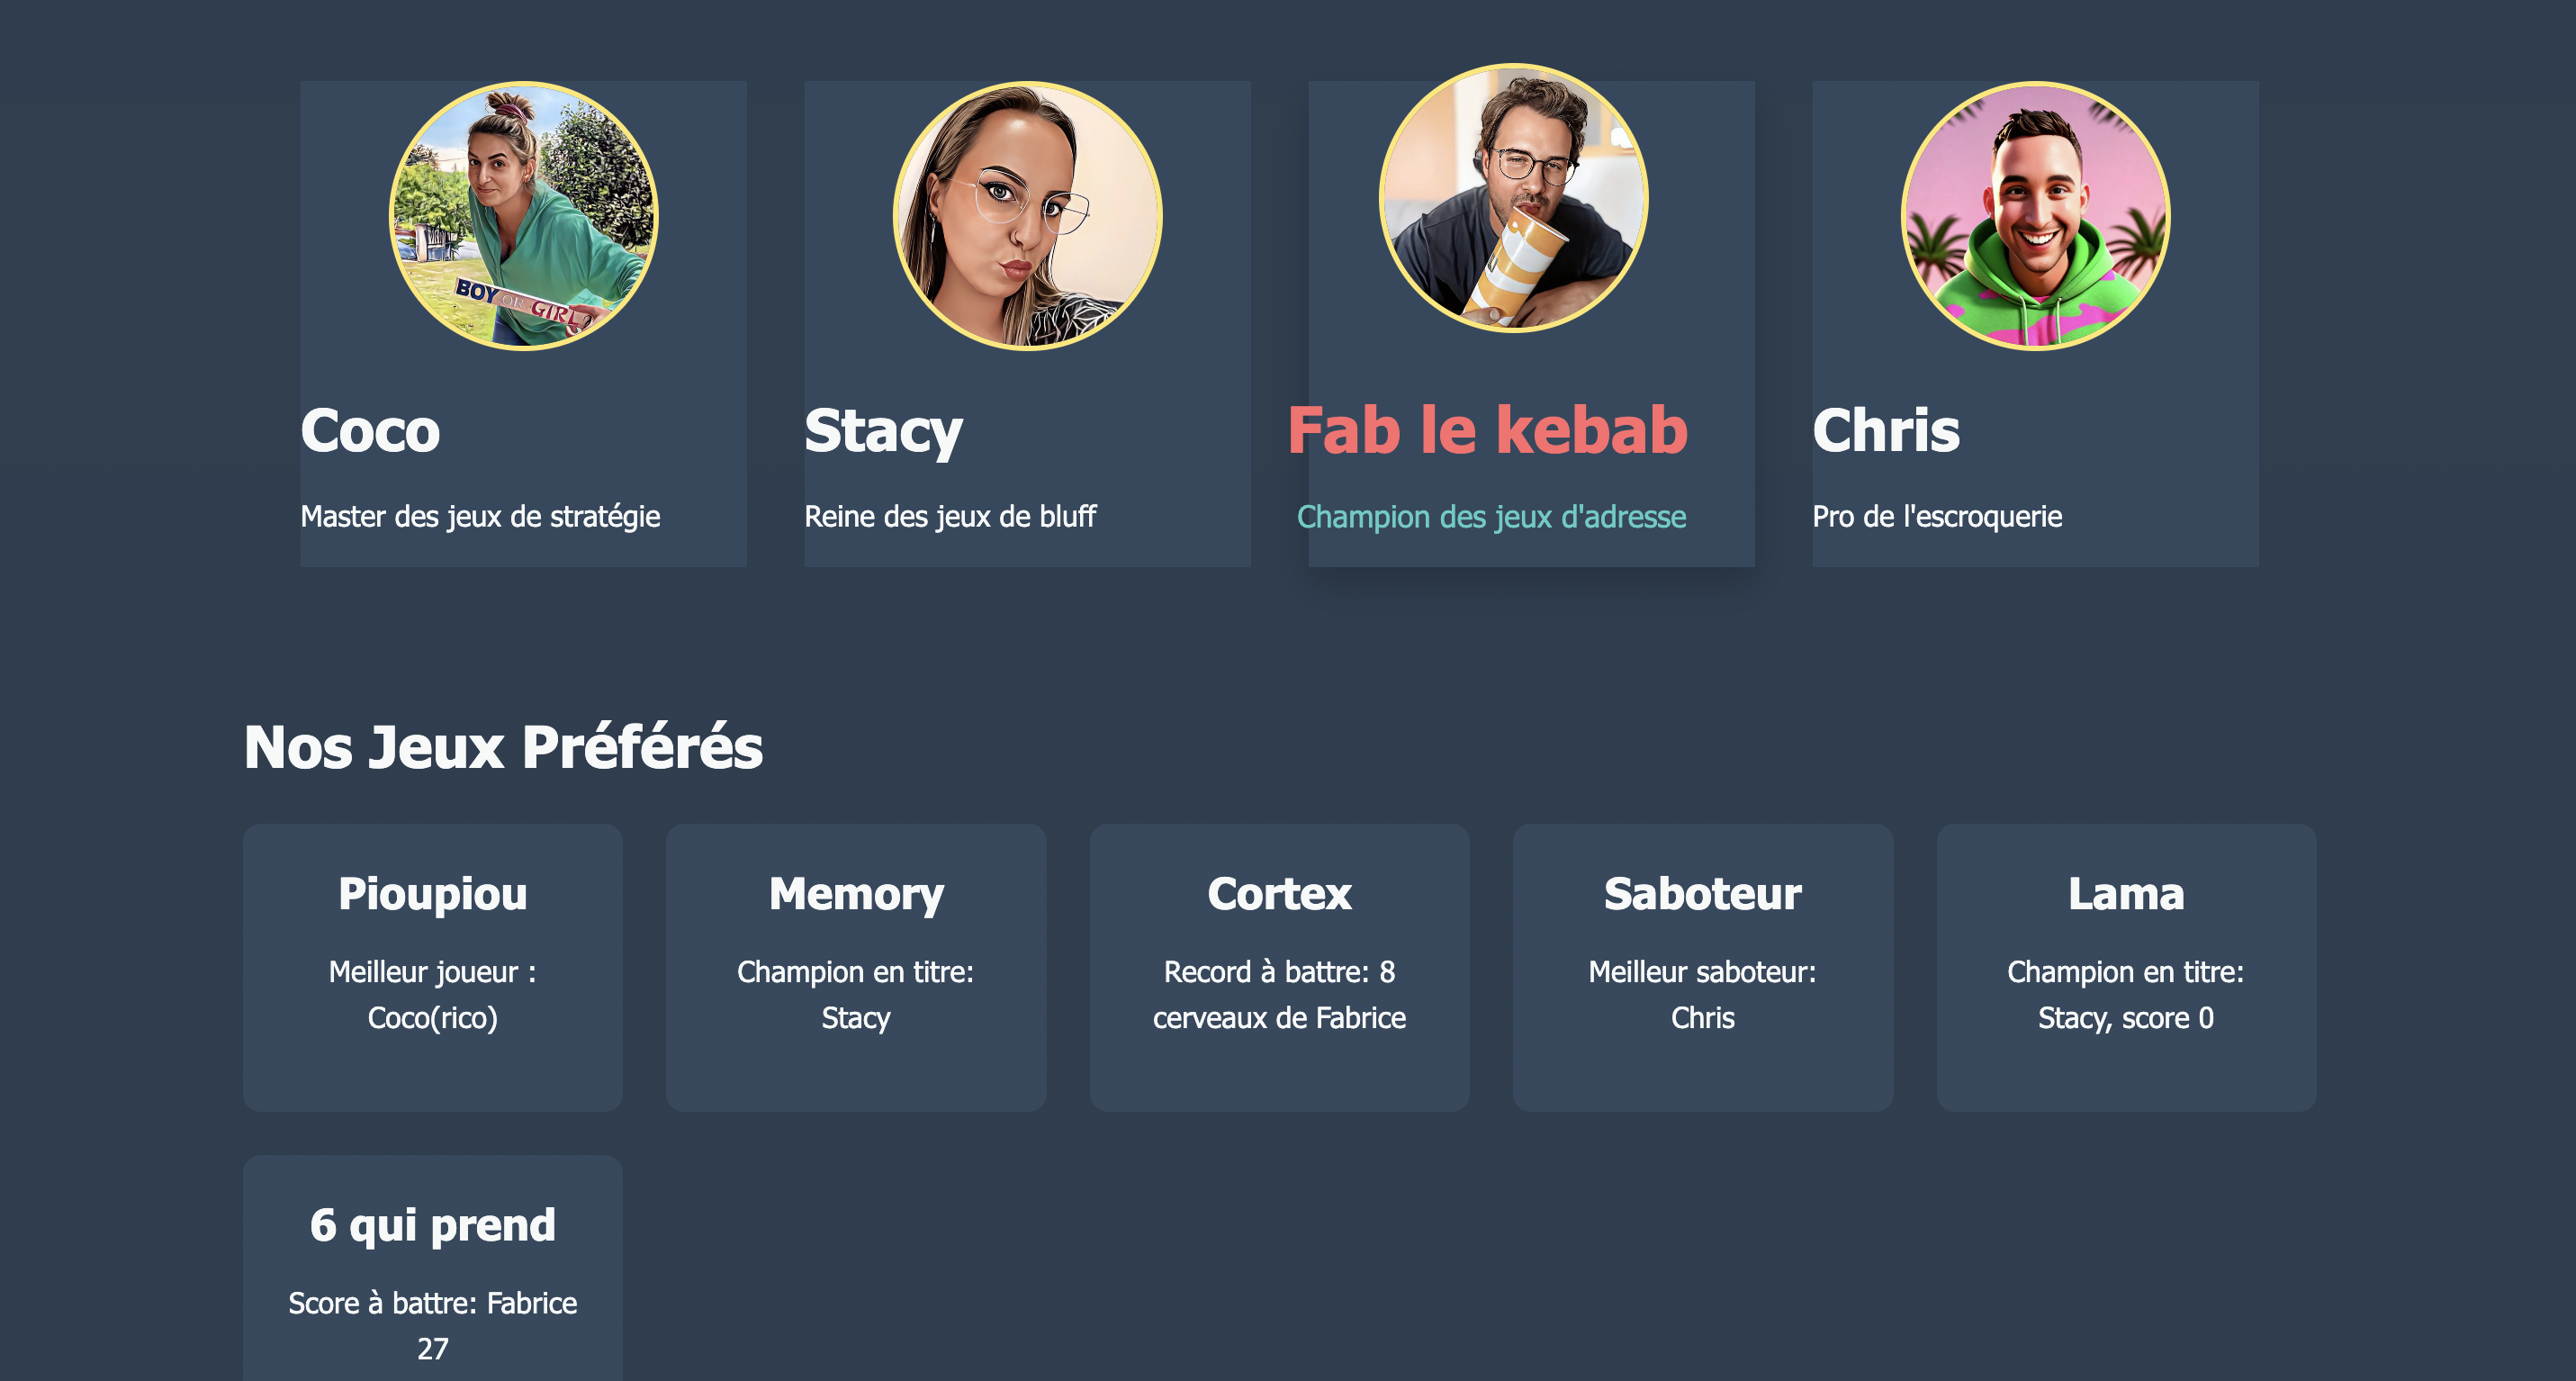 BOY OR GIRL?
Coco
Stacy
Fab le kebab
Chris
Master des jeux de stratégie
Reine des jeux de bluff
Champion des jeux d'adresse
Pro de l'escroquerie
Nos Jeux Préférés
Pioupiou
Meilleur joueur :
Coco(rico)
Memory
Champion en titre:
Stacy
Cortex
Record à battre: 8
cerveaux de Fabrice
Saboteur
Meilleur saboteur:
Chris
Lama
Champion en titre:
Stacy, score 0
6 qui prend
Score à battre: Fabrice
27